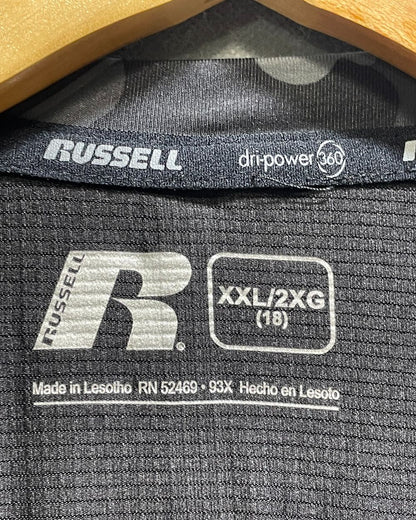 RUSSELL dri-power 360 R
RUSSELL R®
XXL/2XG
(18)
Made in Lesotho RN 52469 • 93X Hecho en Lesoto